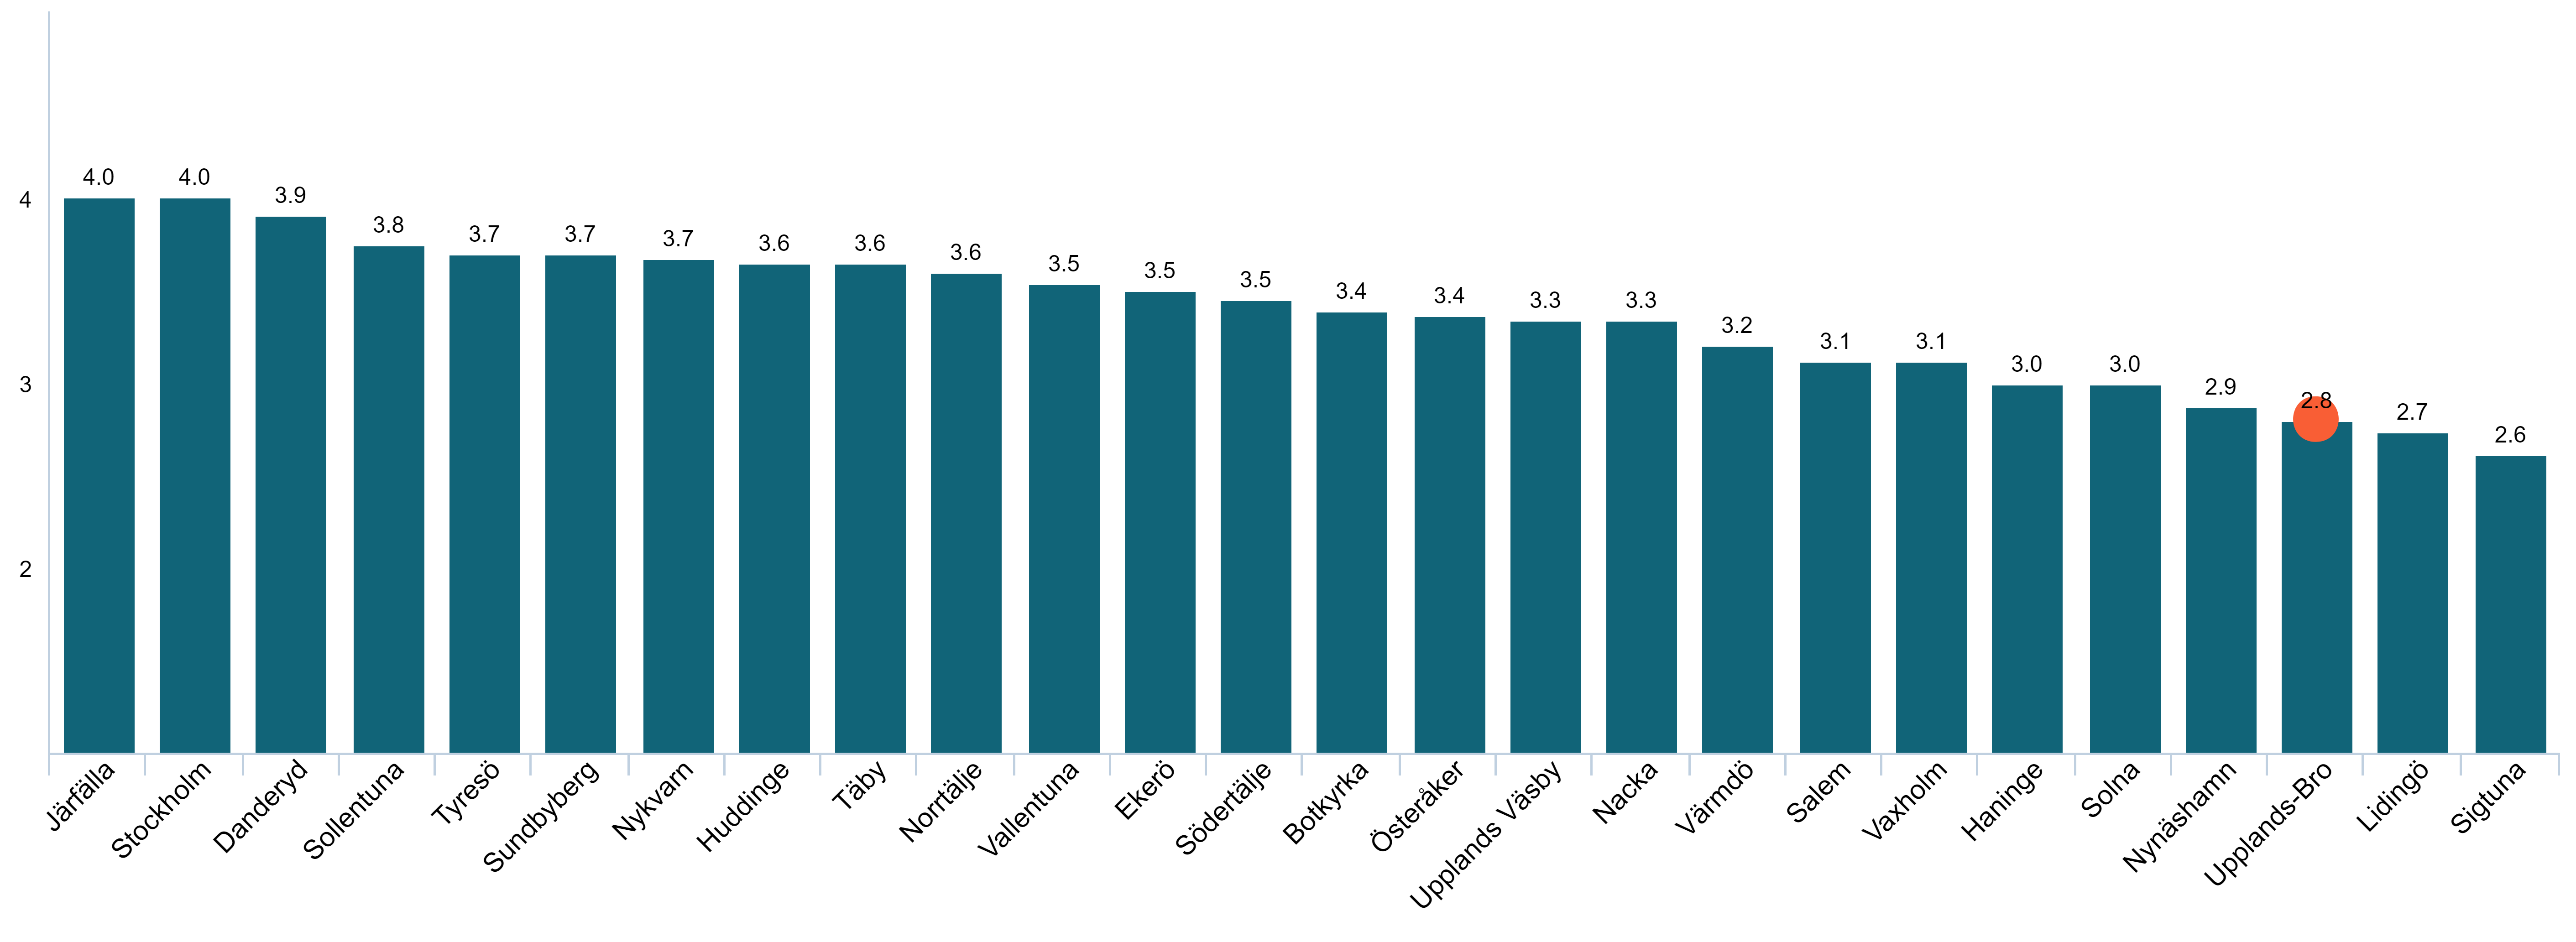 4.0 4.0 3.9 3.8 3.7 3.7 3.7 3.6 3.6 3.6 3.5 3.5 3.5 3.4 3.4 3.3 3.3 3.2 3.1 3.1 3.0 3.0 2.9 2.8 2.7 2.6
4
3
2
Järfälla
Stockholm
Danderyd
Sollentuna
Tyresö
Sundbyberg
Nykvarn
Huddinge
Täby
Norrtälje
Vallentuna
Ekerö
Södertälje
Botkyrka
Österåker
Upplands Väsby
Nacka
Värmdö
Salem
Vaxholm
Haninge
Solna
Nynäshamn
Upplands-Bro
Lidingö
Sigtuna